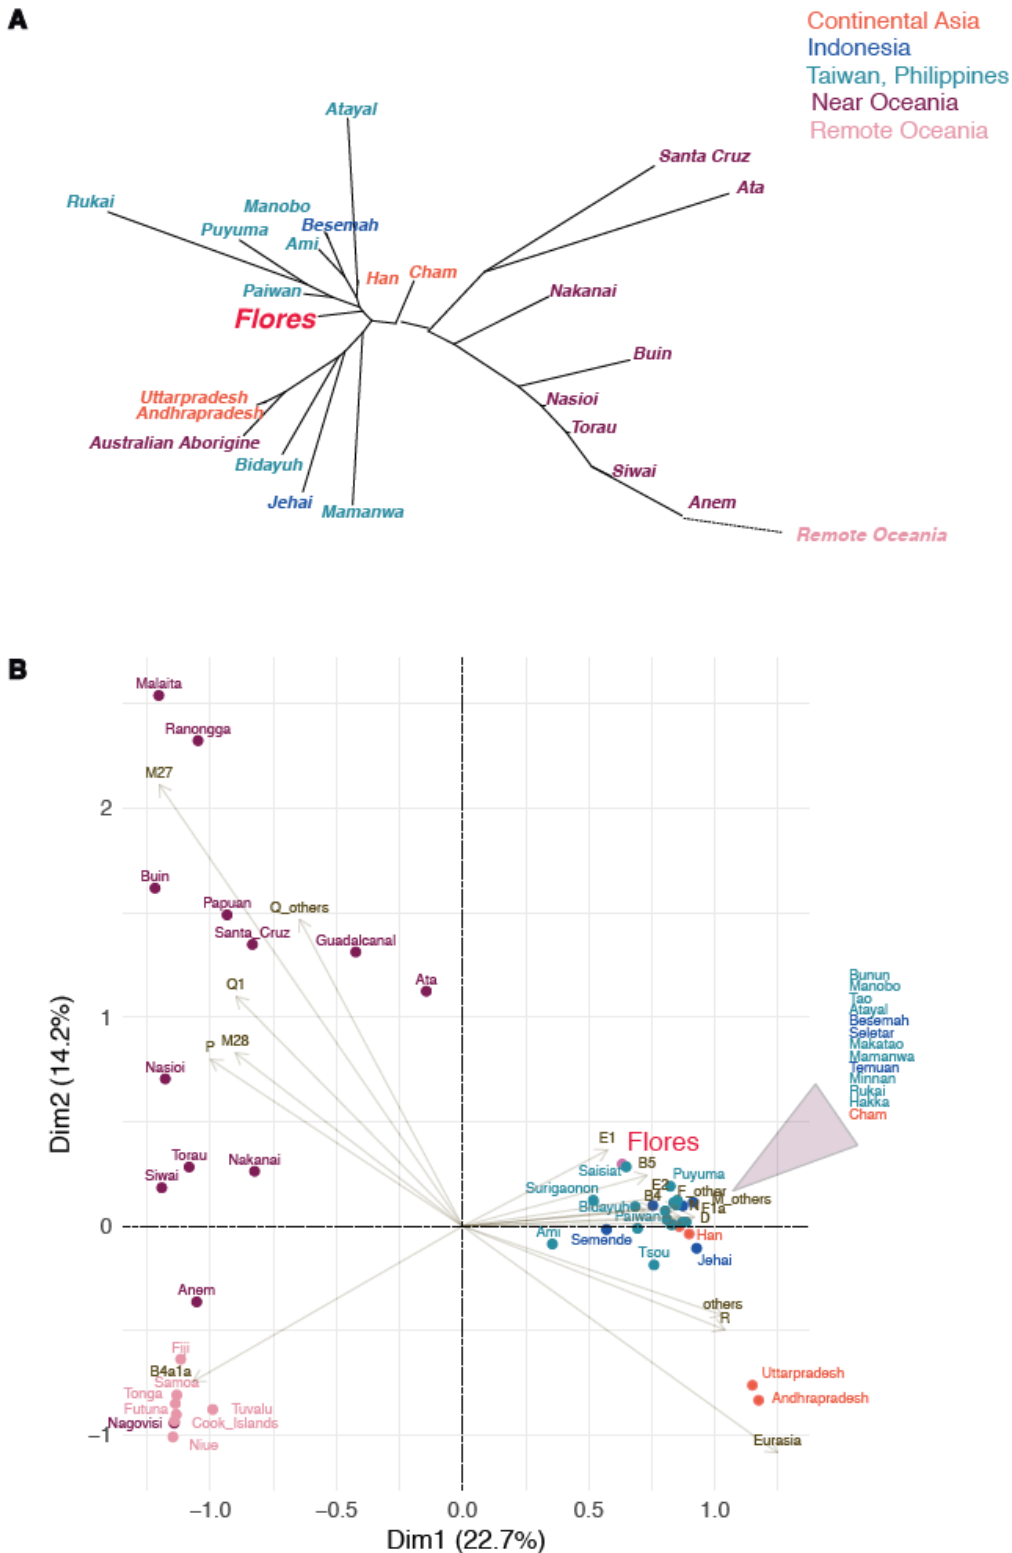 A
Continental Asia
Indonesia
Taiwan, Philippines
Near Oceania
Remote Oceania
Atayal
Santa Cruz
Ata
Rukai
Manobo
Puyuma
Besemah
Ami
Han
Cham
Paiwan
Nakanai
Flores
Buin
Uttarpradesh
Andhrapradesh
Nasioi
Torau
Australian Aborigine
Bidayuh
Siwai
Jehai
Mamanwa
Anem
Remote Oceania
B
Malaita
Ranongga
M27
2
Buin
Papuan
Q_others
Santa_Cruz
Guadalcanal
Ata
Q1
Bunun
Manobo
Tao
Atayal
Besemah
Seletar
Makatao
Mamanwa
Temuan
Minnan
Rukai
Hakka
Cham
1
P
M28
Nasioi
Dim2 (14.2%)
Torau
Nakanai
Siwai
E1
Flores
Saisiat
B5
Puyuma
Surigaonon
E2
B4
F_other
M_others
Bidayuh
N
F1a
Paiwan
D
0
Ami
Semende
Han
Tsou
Jehai
Anem
others
R
Fiji
B4a1a
Samoa
Tonga
Futuna
Tuvalu
Nagovisi
Cook_Islands
Niue
Uttarpradesh
Andhrapradesh
Eurasia
−1
−1.0
−0.5
0.0
0.5
1.0
Dim1 (22.7%)